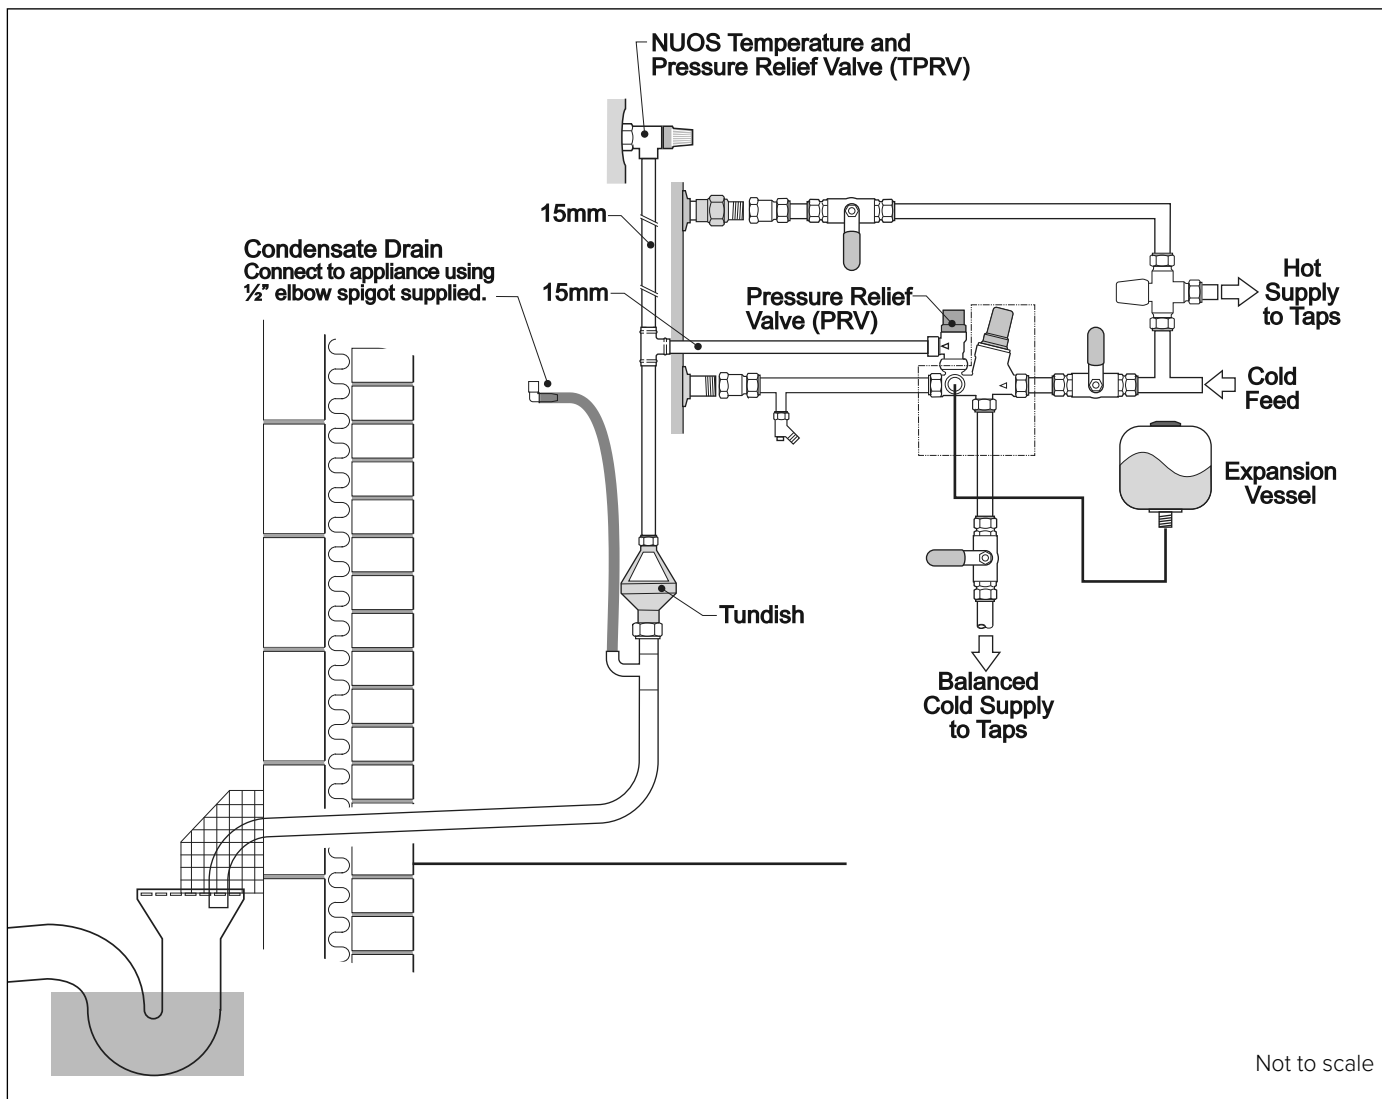 NUOS Temperature and
Pressure Relief Valve (TPRV)
15mm
Condensate Drain
Connect to appliance using
½” elbow spigot supplied.
15mm
Pressure Relief
Valve (PRV)
Hot
Supply
to Taps
Cold
Feed
Expansion
Vessel
Tundish
Balanced
Cold Supply
to Taps
Not to scale